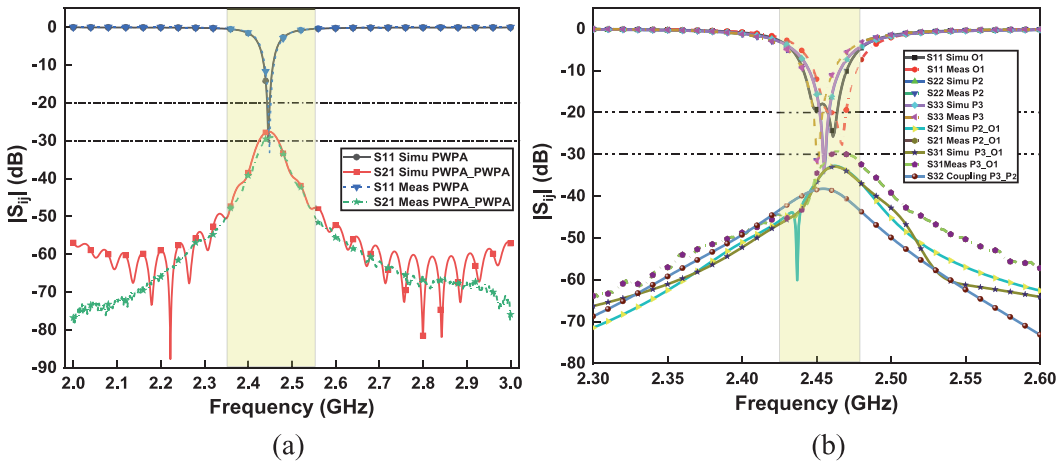 0
-10
-20
-30
-40
-50
-60
-70
-80
-90
|Sij| (dB)
S11 Simu PWPA
S21 Simu PWPA_PWPA
S11 Meas PWPA
S21 Meas PWPA_PWPA
2.0 2.1 2.2 2.3 2.4 2.5 2.6 2.7 2.8 2.9 3.0
Frequency (GHz)
(a)
0
-10
-20
-30
-40
-50
-60
-70
-80
|Sij| (dB)
S11 Simu O1
S11 Meas O1
S22 Simu P2
S22 Meas P2
S33 Simu P3
S33 Meas P3
S21 Simu P2_O1
S21 Meas P2_O1
S31 Simu P3_O1
S31Meas P3_O1
S32 Coupling P3_P2
2.30 2.35 2.40 2.45 2.50 2.55 2.60
Frequency (GHz)
(b)